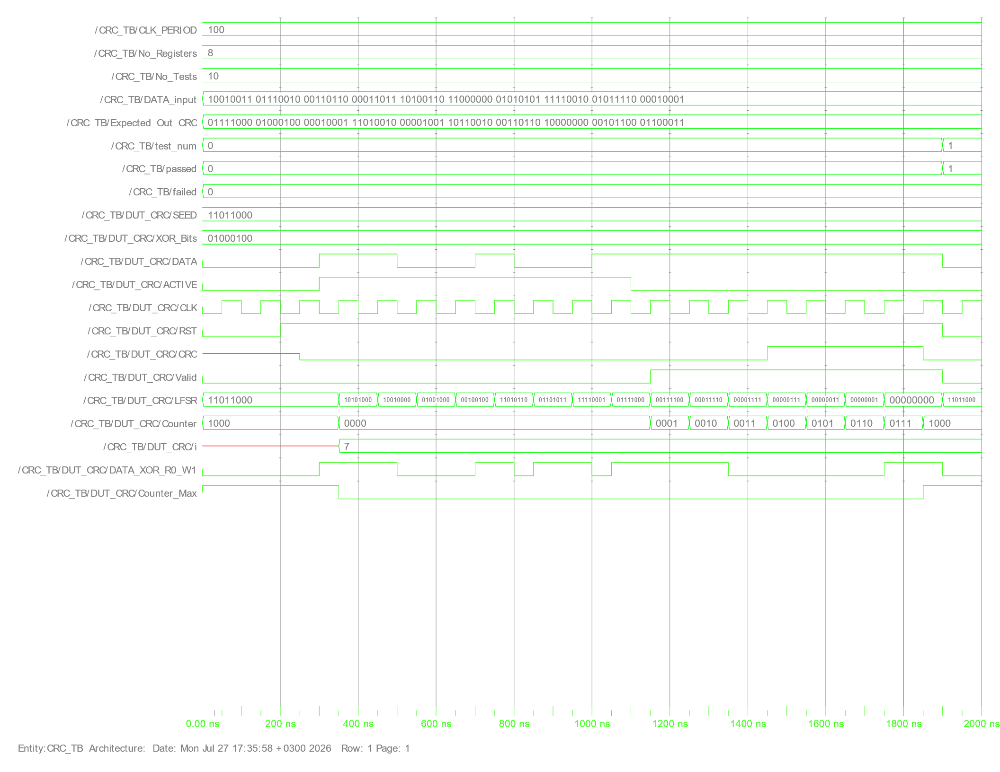 /CRC_TB/CLK_PERIOD 100
/CRC_TB/No_Registers 8
/CRC_TB/No_Tests 10
/CRC_TB/DATA_input 10010011 01110010 00110110 00011011 10100110 11000000 01010101 11110010 01011110 00010001
/CRC_TB/Expected_Out_CRC 01111000 01000100 00010001 11010010 00001001 10110010 00110110 10000000 00101100 01100011
/CRC_TB/test_num 0 1
/CRC_TB/passed 0 1
/CRC_TB/failed 0
/CRC_TB/DUT_CRC/SEED 11011000
/CRC_TB/DUT_CRC/XOR_Bits 01000100
/CRC_TB/DUT_CRC/DATA
/CRC_TB/DUT_CRC/ACTIVE
/CRC_TB/DUT_CRC/CLK
/CRC_TB/DUT_CRC/RST
/CRC_TB/DUT_CRC/CRC
/CRC_TB/DUT_CRC/Valid
/CRC_TB/DUT_CRC/LFSR 11011000 10101000 10010000 01001000 00100100 11010110 01101011 11110001 01111000 00111100 00011110 00001111 00000111 00000011 00000001 00000000 11011000
/CRC_TB/DUT_CRC/Counter 1000 0000 0001 0010 0011 0100 0101 0110 0111 1000
/CRC_TB/DUT_CRC/i 7
/CRC_TB/DUT_CRC/DATA_XOR_R0_W1
/CRC_TB/DUT_CRC/Counter_Max
0.00 ns 200 ns 400 ns 600 ns 800 ns 1000 ns 1200 ns 1400 ns 1600 ns 1800 ns 2000 ns
Entity:CRC_TB Architecture: Date: Mon Jul 27 17:35:58 +0300 2026 Row: 1 Page: 1